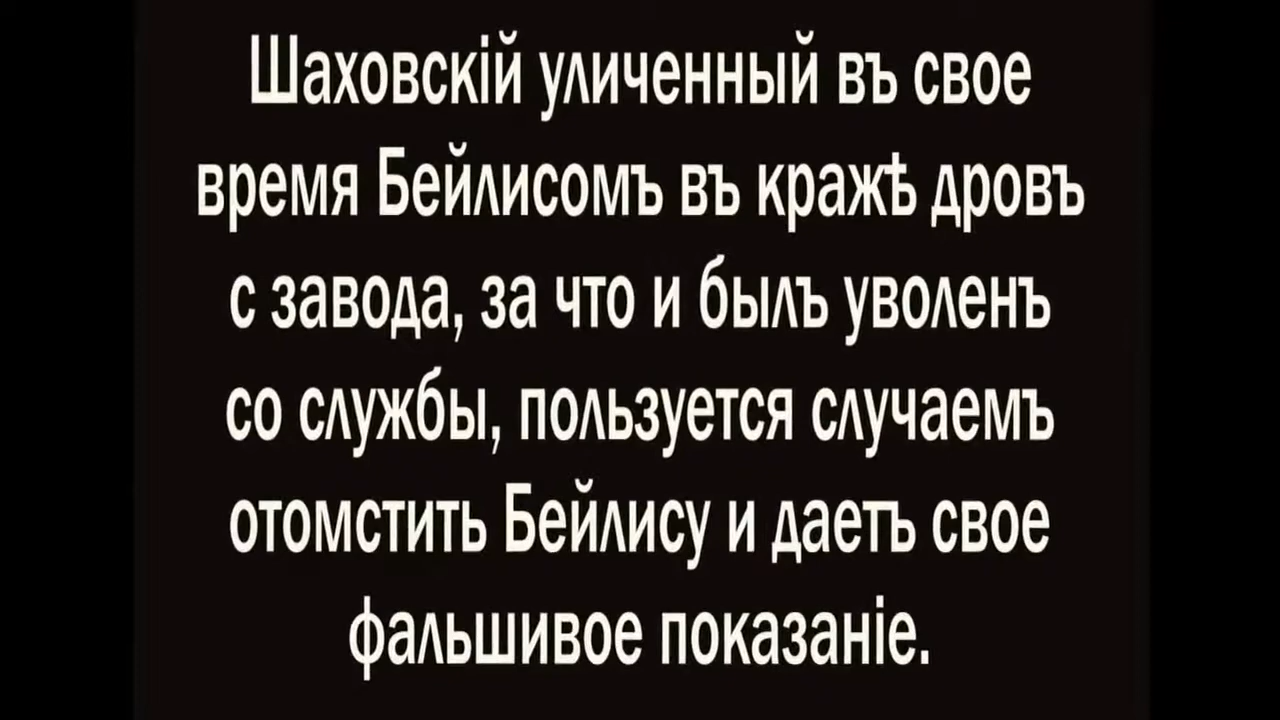 Шаховскій уличенный въ свое
время Бейлисомъ въ кражѣ дровъ
с завода, за что и былъ уволенъ
со службы, пользуется случаемъ
отомстить Бейлису и даетъ свое
фальшивое показаніе.